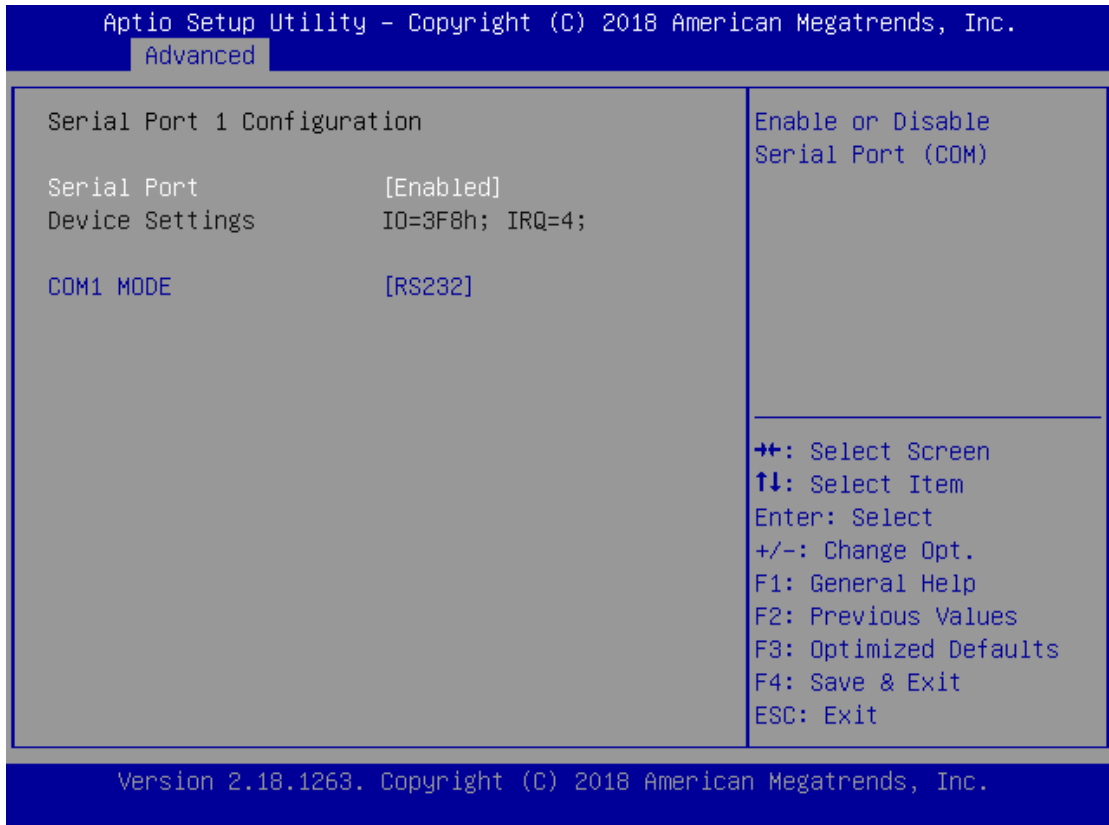 Aptio Setup Utility – Copyright (C) 2018 American Megatrends, Inc.
Advanced
Serial Port 1 Configuration
Serial Port [Enabled]
Device Settings IO=3F8h; IRQ=4;
COM1 MODE [RS232]
Enable or Disable
Serial Port (COM)
→←: Select Screen
↑↓: Select Item
Enter: Select
+/-: Change Opt.
F1: General Help
F2: Previous Values
F3: Optimized Defaults
F4: Save & Exit
ESC: Exit
Version 2.18.1263. Copyright (C) 2018 American Megatrends, Inc.